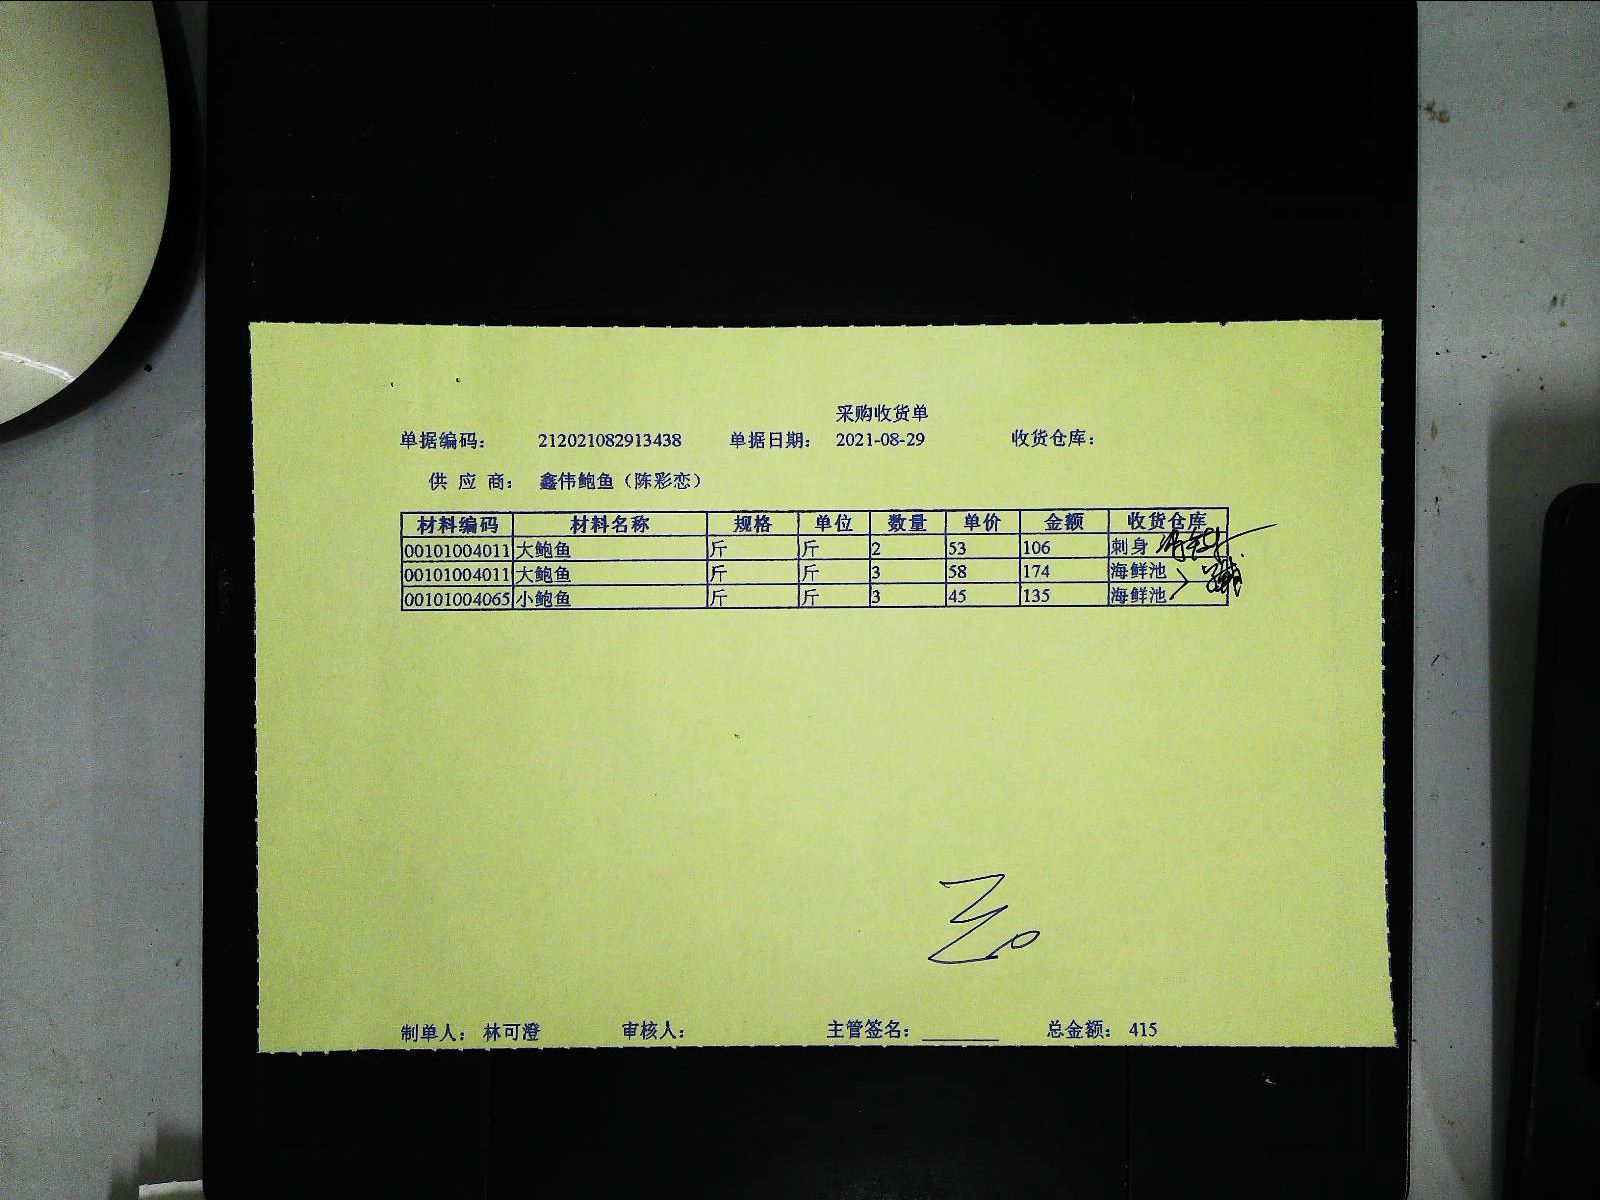 采购收货单
单据编码： 212021082913438 单据日期： 2021-08-29 收货仓库：
供 应 商： 鑫伟鲍鱼（陈彩恋）
材料编码 材料名称 规格 单位 数量 单价 金额 收货仓库
00101004011 大鲍鱼 斤 斤 2 53 106 刺身
00101004011 大鲍鱼 斤 斤 3 58 174 海鲜池
00101004065 小鲍鱼 斤 斤 3 45 135 海鲜池
制单人： 林可澄 审核人： 主管签名： 总金额： 415